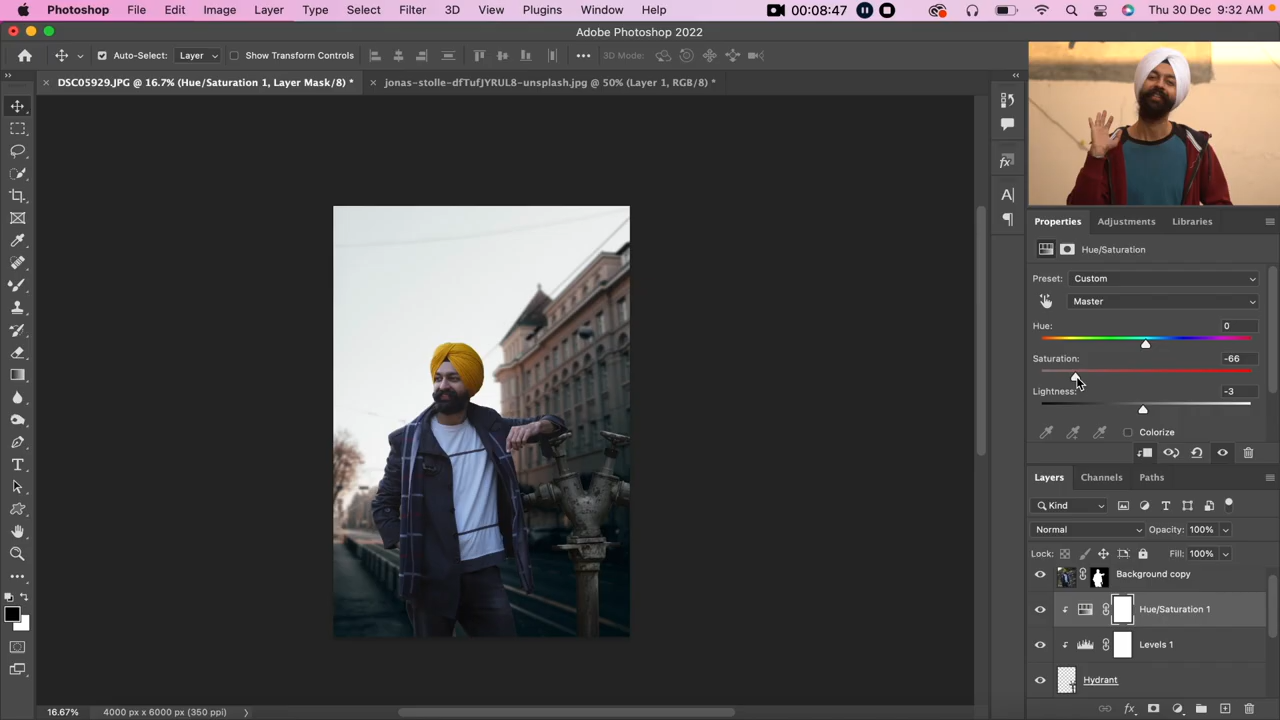 Photoshop File Edit Image Layer Type Select Filter 3D View Plugins Window Help 00:08:47 Thu 30 Dec 9:32 AM
Adobe Photoshop 2022
Auto-Select: Layer Show Transform Controls 3D Mode:
DSC05929.JPG @ 16.7% (Hue/Saturation 1, Layer Mask/8) * jonas-stolle-dfTufJYRUL8-unsplash.jpg @ 50% (Layer 1, RGB/8) *
Properties Adjustments Libraries
Hue/Saturation
Preset: Custom
Master
Hue: 0
Saturation: -66
Lightness: -3
Colorize
Layers Channels Paths
Kind
Normal Opacity: 100%
Lock: Fill: 100%
Background copy
Hue/Saturation 1
Levels 1
Hydrant
16.67% 4000 px x 6000 px (350 ppi)